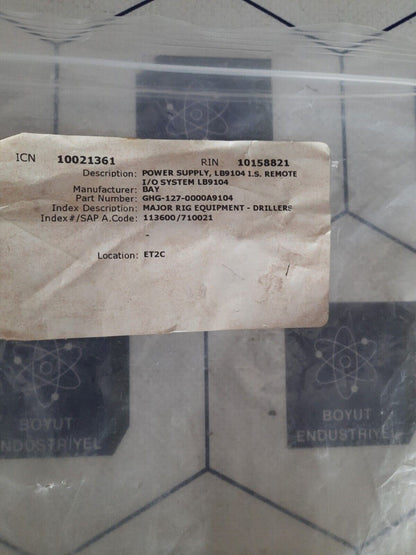 ICN 10021361 RIN 10158821
Description: POWER SUPPLY, LB9104 I.S. REMOTE
I/O SYSTEM LB9104
Manufacturer: BAY
Part Number: GHG-127-0000A9104
Index Description: MAJOR RIG EQUIPMENT - DRILLERS
Index#/SAP A.Code: 113600/710021
-
Location: ET2C
BOYUT
ENDUSTRIYEL
BOYUT
ENDUSTRIYEL